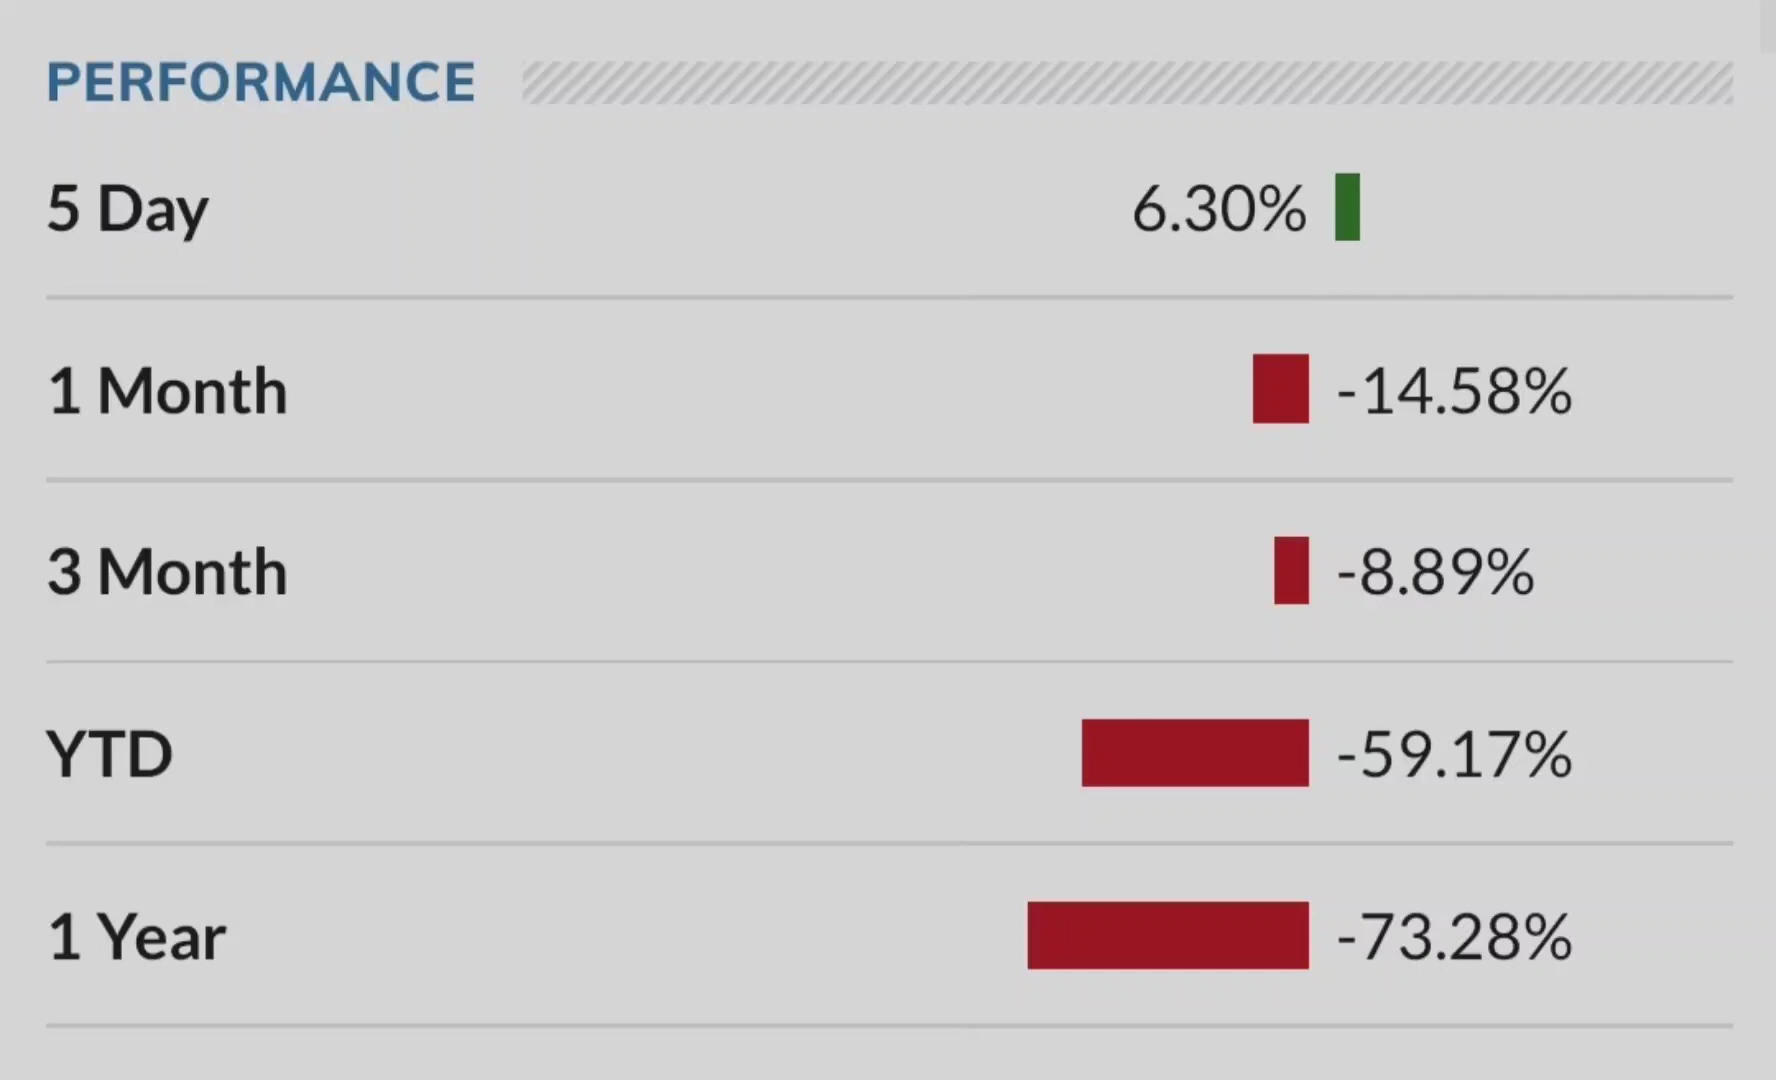 PERFORMANCE
5 Day 6.30%
1 Month -14.58%
3 Month -8.89%
YTD -59.17%
1 Year -73.28%